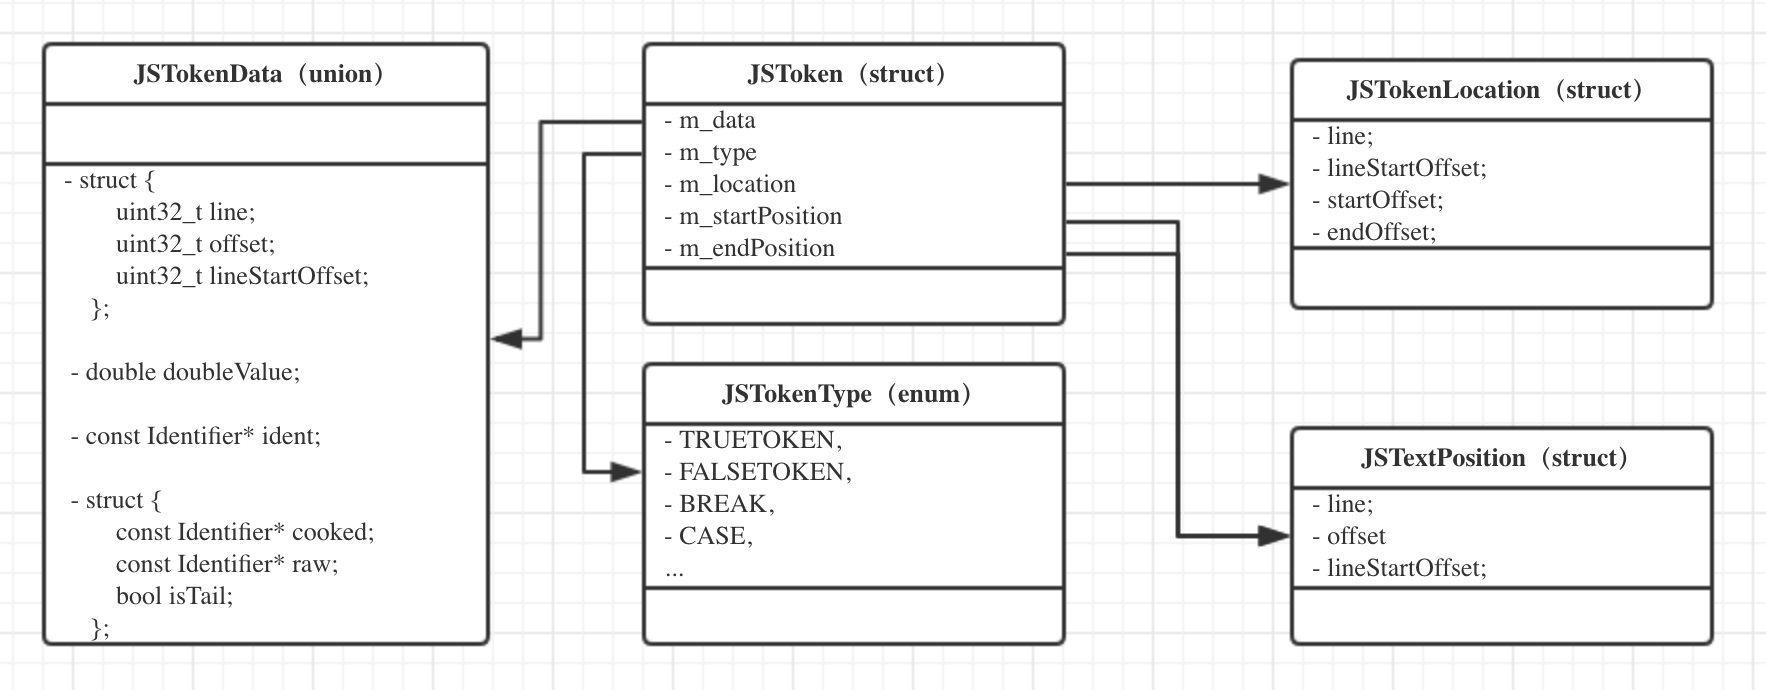 JSTokenData（union）
- struct {
uint32_t line;
uint32_t offset;
uint32_t lineStartOffset;
};
- double doubleValue;
- const Identifier* ident;
- struct {
const Identifier* cooked;
const Identifier* raw;
bool isTail;
};
JSToken（struct）
- m_data
- m_type
- m_location
- m_startPosition
- m_endPosition
JSTokenType（enum）
- TRUETOKEN,
- FALSETOKEN,
- BREAK,
- CASE,
...
JSTokenLocation（struct）
- line;
- lineStartOffset;
- startOffset;
- endOffset;
JSTextPosition（struct）
- line;
- offset
- lineStartOffset;